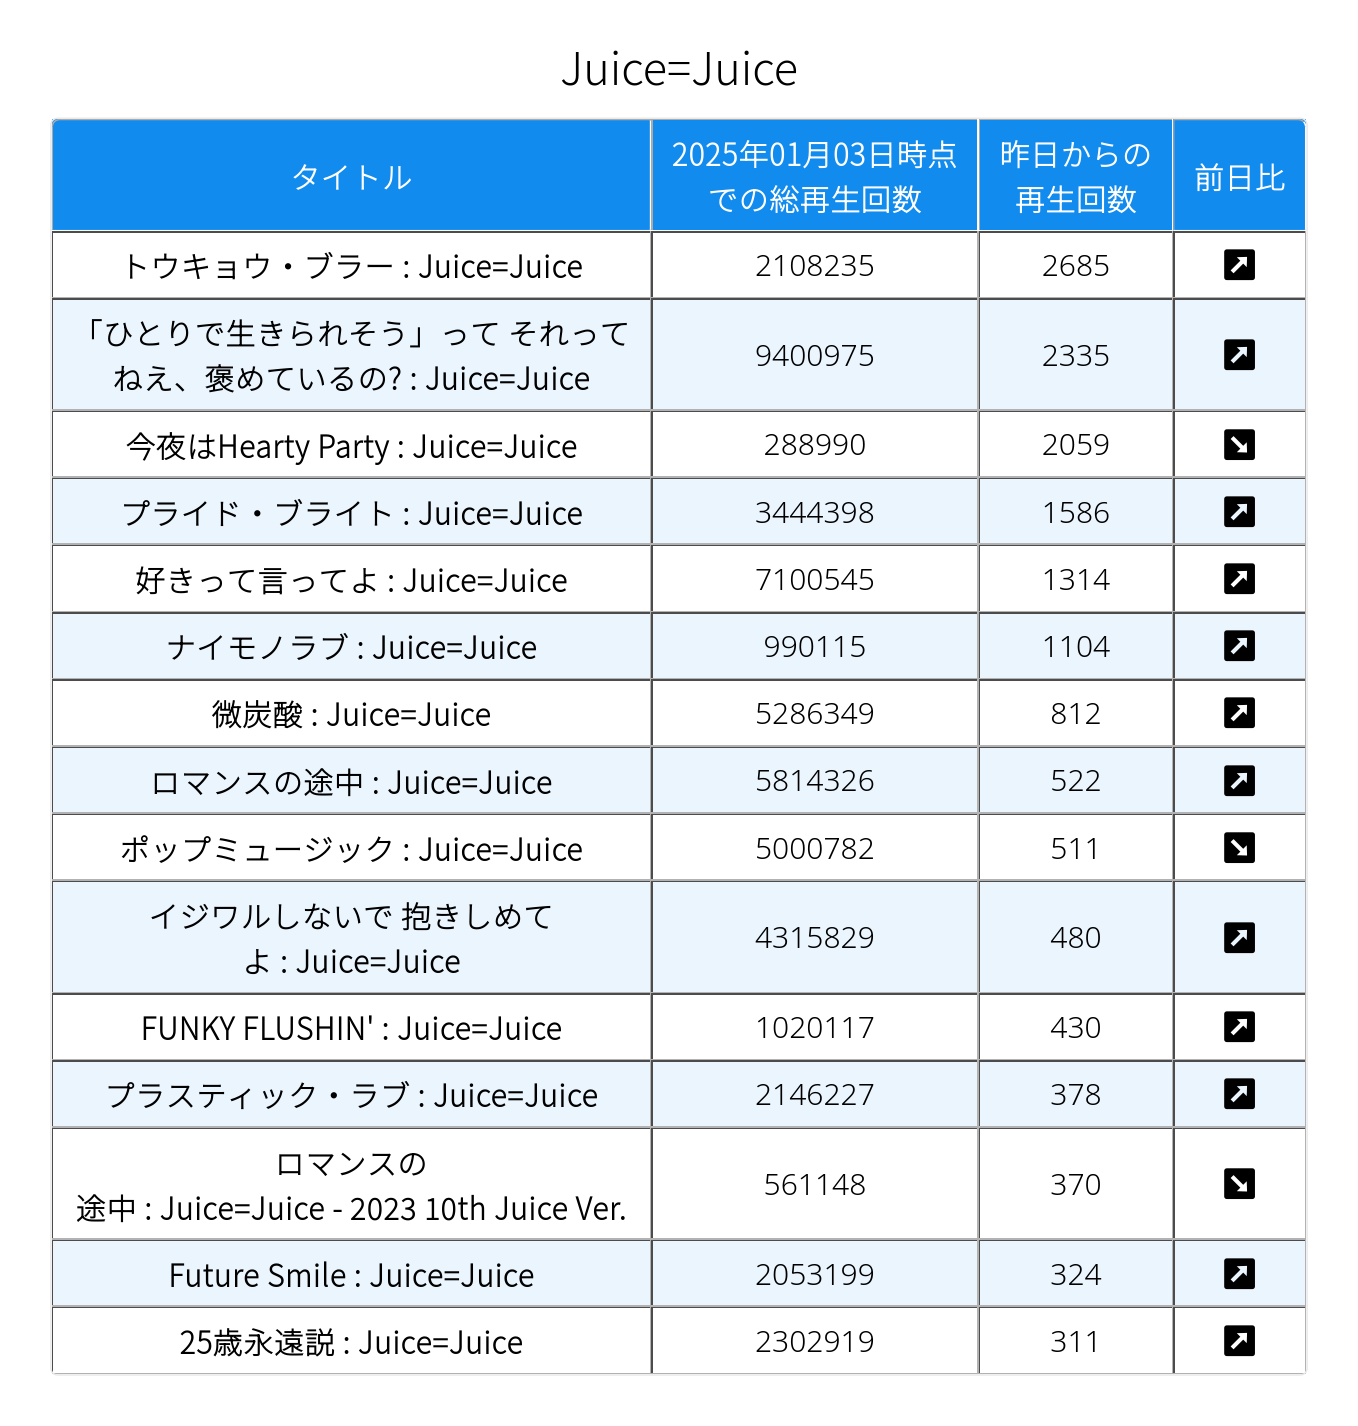 Juice=Juice
タイトル
2025年01月03日時点
での総再生回数
昨日からの
再生回数
前日比
トウキョウ・ブラー : Juice=Juice 2108235 2685 ↗
「ひとりで生きられそう」って それって
ねえ、褒めているの? : Juice=Juice 9400975 2335 ↗
今夜はHearty Party : Juice=Juice 288990 2059 ↘
プライド・ブライト : Juice=Juice 3444398 1586 ↗
好きって言ってよ : Juice=Juice 7100545 1314 ↗
ナイモノラブ : Juice=Juice 990115 1104 ↗
微炭酸 : Juice=Juice 5286349 812 ↗
ロマンスの途中 : Juice=Juice 5814326 522 ↗
ポップミュージック : Juice=Juice 5000782 511 ↘
イジワルしないで 抱きしめて
よ : Juice=Juice 4315829 480 ↗
FUNKY FLUSHIN' : Juice=Juice 1020117 430 ↗
プラスティック・ラブ : Juice=Juice 2146227 378 ↗
ロマンスの
途中 : Juice=Juice - 2023 10th Juice Ver. 561148 370 ↘
Future Smile : Juice=Juice 2053199 324 ↗
25歳永遠説 : Juice=Juice 2302919 311 ↗